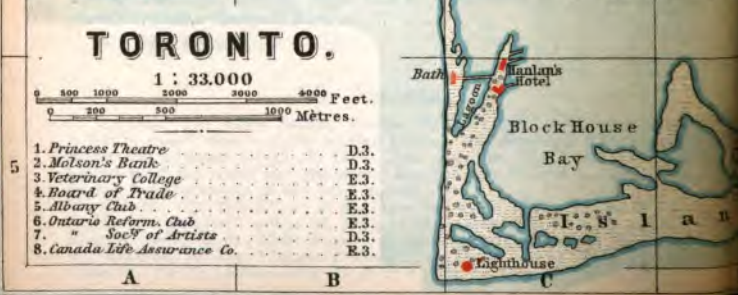 TORONTO.
1 : 33.000
0 500 1000 2000 3000 4000 Feet.
0 200 500 1000 Mètres.
1. Princess Theatre . . . . . . . . D.3.
2. Molson's Bank . . . . . . . . D.3.
3. Veterinary College . . . . . . . . E.3.
4. Board of Trade . . . . . . . . E.3.
5. Albany Club . . . . . . . . E.3.
6. Ontario Reform. Club . . . . . . . . E.3.
7. " Socy. of Artists . . . . . . . . D.3.
8. Canada Life Assurance Co. . . . . . . . . E.3.
5
A
B
C
Bath
Hanlan's
Hotel
Lagoon
Block House
Bay
Islan
Lighthouse